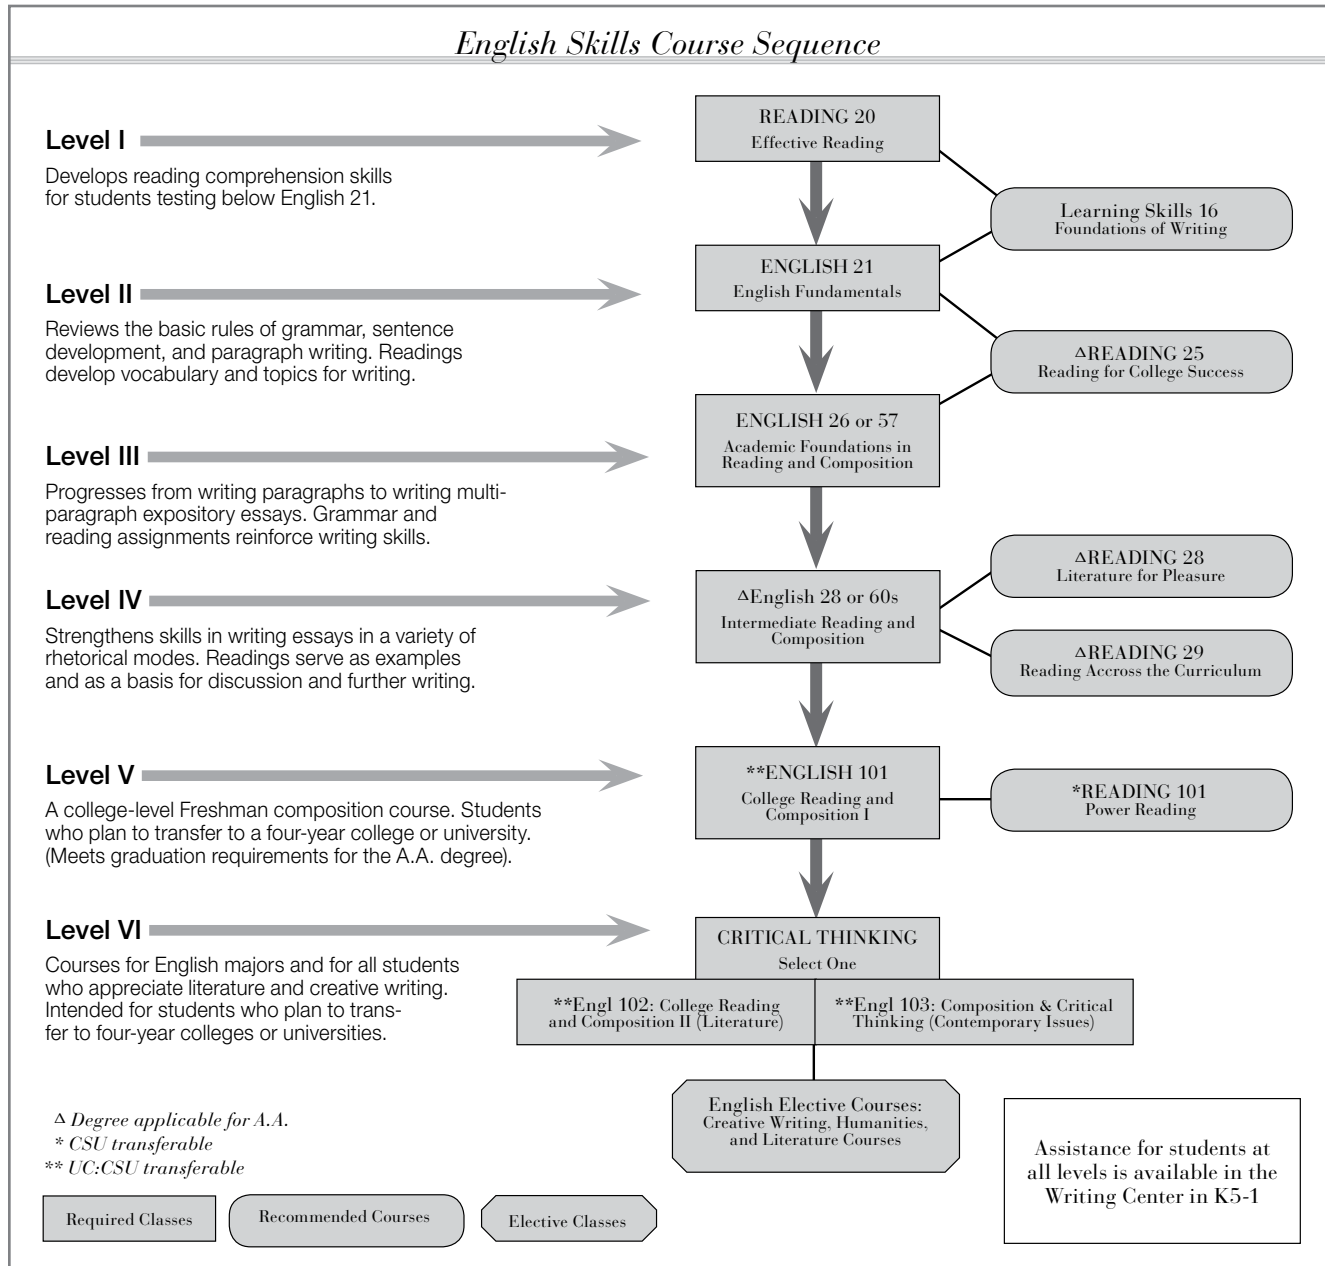 English Skills Course Sequence
Level I
Develops reading comprehension skills
for students testing below English 21.
READING 20
Effective Reading
Learning Skills 16
Foundations of Writing
Level II
Reviews the basic rules of grammar, sentence
development, and paragraph writing. Readings
develop vocabulary and topics for writing.
ENGLISH 21
English Fundamentals
ΔREADING 25
Reading for College Success
Level III
Progresses from writing paragraphs to writing multi-
paragraph expository essays. Grammar and
reading assignments reinforce writing skills.
ENGLISH 26 or 57
Academic Foundations in
Reading and Composition
Level IV
Strengthens skills in writing essays in a variety of
rhetorical modes. Readings serve as examples
and as a basis for discussion and further writing.
ΔEnglish 28 or 60s
Intermediate Reading and
Composition
ΔREADING 28
Literature for Pleasure
ΔREADING 29
Reading Accross the Curriculum
Level V
A college-level Freshman composition course. Students
who plan to transfer to a four-year college or university.
(Meets graduation requirements for the A.A. degree).
**ENGLISH 101
College Reading and
Composition I
*READING 101
Power Reading
Level VI
Courses for English majors and for all students
who appreciate literature and creative writing.
Intended for students who plan to trans-
fer to four-year colleges or universities.
CRITICAL THINKING
Select One
**Engl 102: College Reading
and Composition II (Literature)
**Engl 103: Composition & Critical
Thinking (Contemporary Issues)
English Elective Courses:
Creative Writing, Humanities,
and Literature Courses
Δ Degree applicable for A.A.
* CSU transferable
** UC:CSU transferable
Required Classes
Recommended Courses
Elective Classes
Assistance for students at
all levels is available in the
Writing Center in K5-1